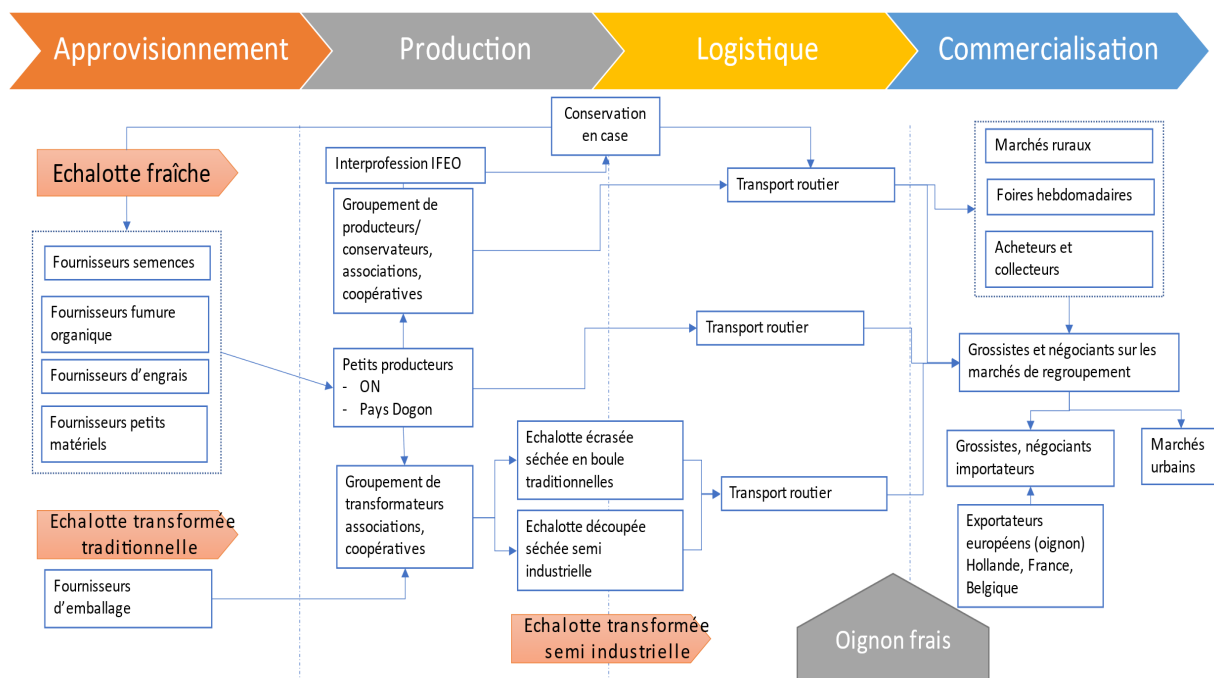 Approvisionnement
Production
Logistique
Commercialisation
Echalotte fraîche
Fournisseurs semences
Fournisseurs fumure
organique
Fournisseurs d'engrais
Fournisseurs petits
matériels
Echalotte transformée
traditionnelle
Fournisseurs
d'emballage
Conservation
en case
Interprofession IFEO
Groupement de
producteurs/
conservateurs,
associations,
coopératives
Petits producteurs
- ON
- Pays Dogon
Groupement de
transformateurs
associations,
coopératives
Echalotte écrasée
séchée en boule
traditionnelles
Echalotte découpée
séchée semi
industrielle
Echalotte transformée
semi industrielle
Transport routier
Transport routier
Transport routier
Marchés ruraux
Foires hebdomadaires
Acheteurs et
collecteurs
Grossistes et négociants sur les
marchés de regroupement
Grossistes, négociants
importateurs
Marchés
urbains
Exportateurs
européens (oignon)
Hollande, France,
Belgique
Oignon frais